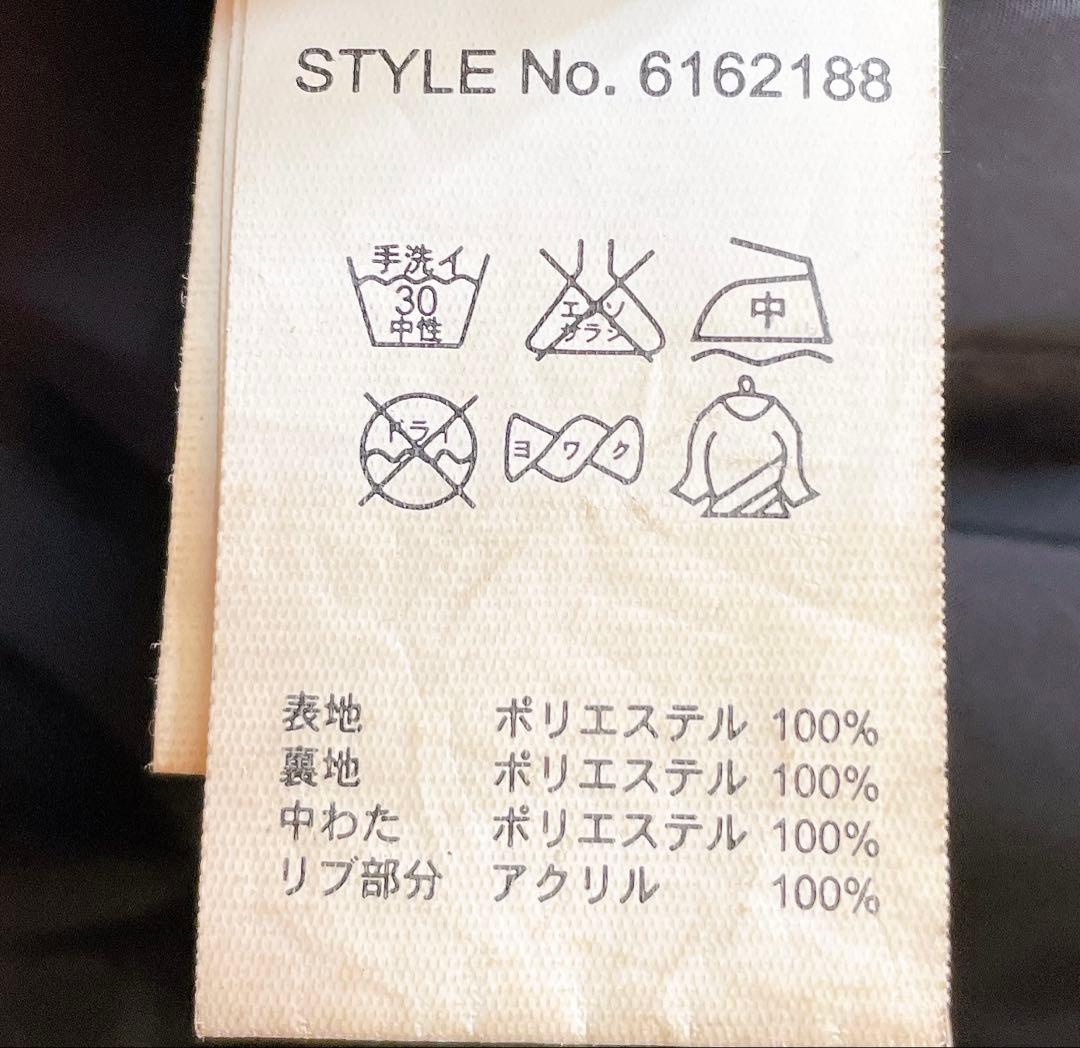 STYLE No. 6162188
手洗イ
30
中性
エンソ
サラシ
中
ドライ
ヨワク
表地 ポリエステル 100%
裏地 ポリエステル 100%
中わた ポリエステル 100%
リブ部分 アクリル 100%